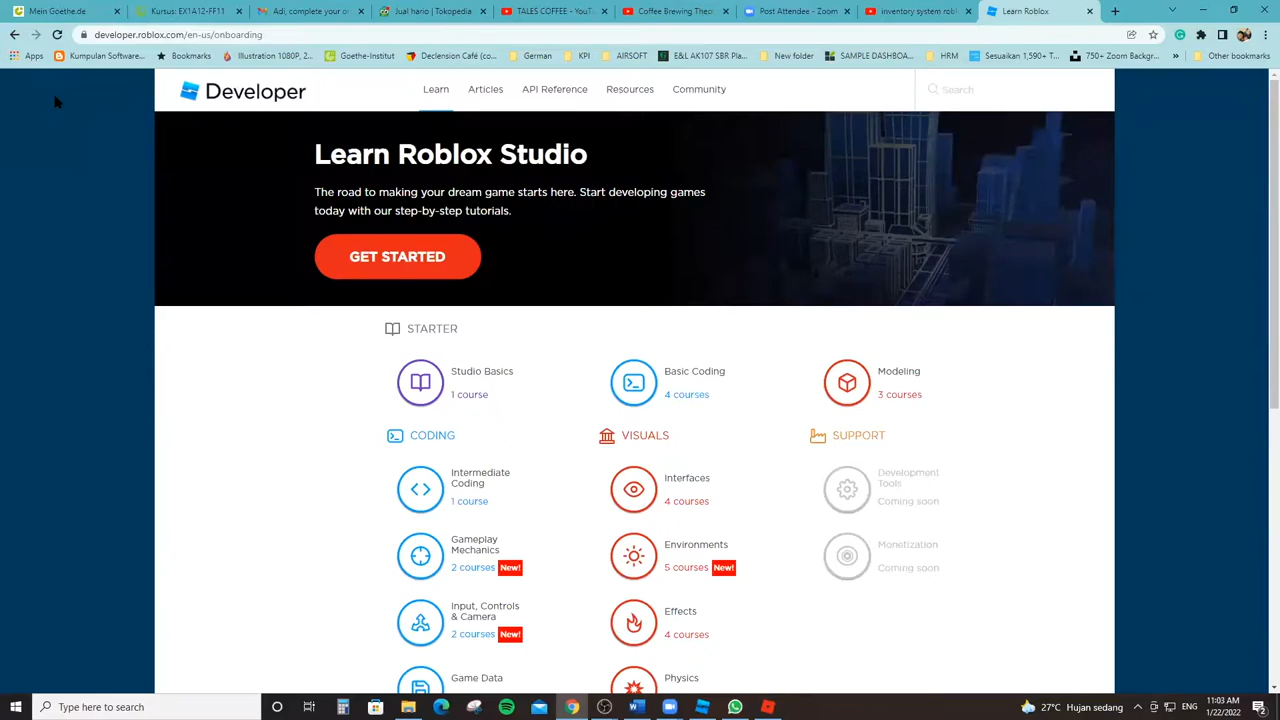 Mein Goethe.de
Kursus: EX1A12-FF11
Adi, complete your o
Jual hario | Tokopedia
TALES COFFEE - YouT
Coffee Brewing Theor
Post Attendee - Zoom
inventory system robl
Learn Roblox
developer.roblox.com/en-us/onboarding
Apps
Kumpulan Software...
Bookmarks
Illustration 1080P, 2...
Goethe-Institut
Declension Café (co...
German
KPI
AIRSOFT
E&L AK107 SBR Pla...
New folder
SAMPLE DASHBOA...
HRM
Sesuaikan 1,590+ T...
750+ Zoom Backgr...
»
Other bookmarks
Developer
Learn
Articles
API Reference
Resources
Community
Search
Learn Roblox Studio
The road to making your dream game starts here. Start developing games
today with our step-by-step tutorials.
GET STARTED
STARTER
Studio Basics
1 course
Basic Coding
4 courses
Modeling
3 courses
CODING
VISUALS
SUPPORT
Intermediate
Coding
1 course
Interfaces
4 courses
Development
Tools
Coming soon
Gameplay
Mechanics
2 courses New!
Environments
5 courses New!
Monetization
Coming soon
Input, Controls
& Camera
2 courses New!
Effects
4 courses
Game Data
Physics
Type here to search
27°C Hujan sedang
ENG
11:03 AM
1/22/2022